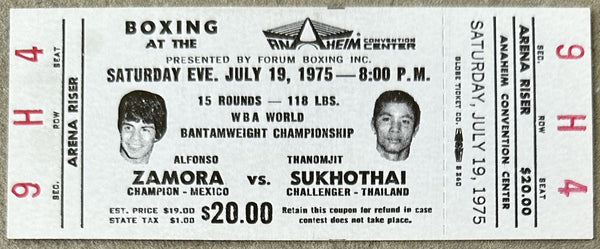 9 H 4
SEC. ROW SEAT
ARENA RISER
BOXING
AT THE
ANAHEIM CONVENTION CENTER
PRESENTED BY FORUM BOXING INC.
SATURDAY EVE. JULY 19, 1975—8:00 P.M.
15 ROUNDS — 118 LBS.
WBA WORLD
BANTAMWEIGHT CHAMPIONSHIP
ALFONSO
ZAMORA
CHAMPION - MEXICO
VS.
THANOMJIT
SUKHOTHAI
CHALLENGER - THAILAND
EST. PRICE $19.00
STATE TAX $1.00
$20.00
Retain this coupon for refund in case
contest does not take place.
GLOBE TICKET CO.
SATURDAY, JULY 19, 1975
ANAHEIM CONVENTION CENTER
ARENA RISER $20.00
SEC. ROW SEAT
9 H 4